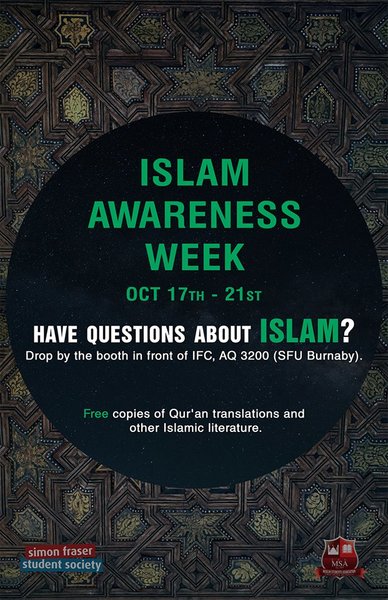 ISLAM
AWARENESS
WEEK
OCT 17TH - 21ST
HAVE QUESTIONS ABOUT ISLAM?
Drop by the booth in front of IFC, AQ 3200 (SFU Burnaby).
Free copies of Qur'an translations and
other Islamic literature.
simon fraser
student society
MSA